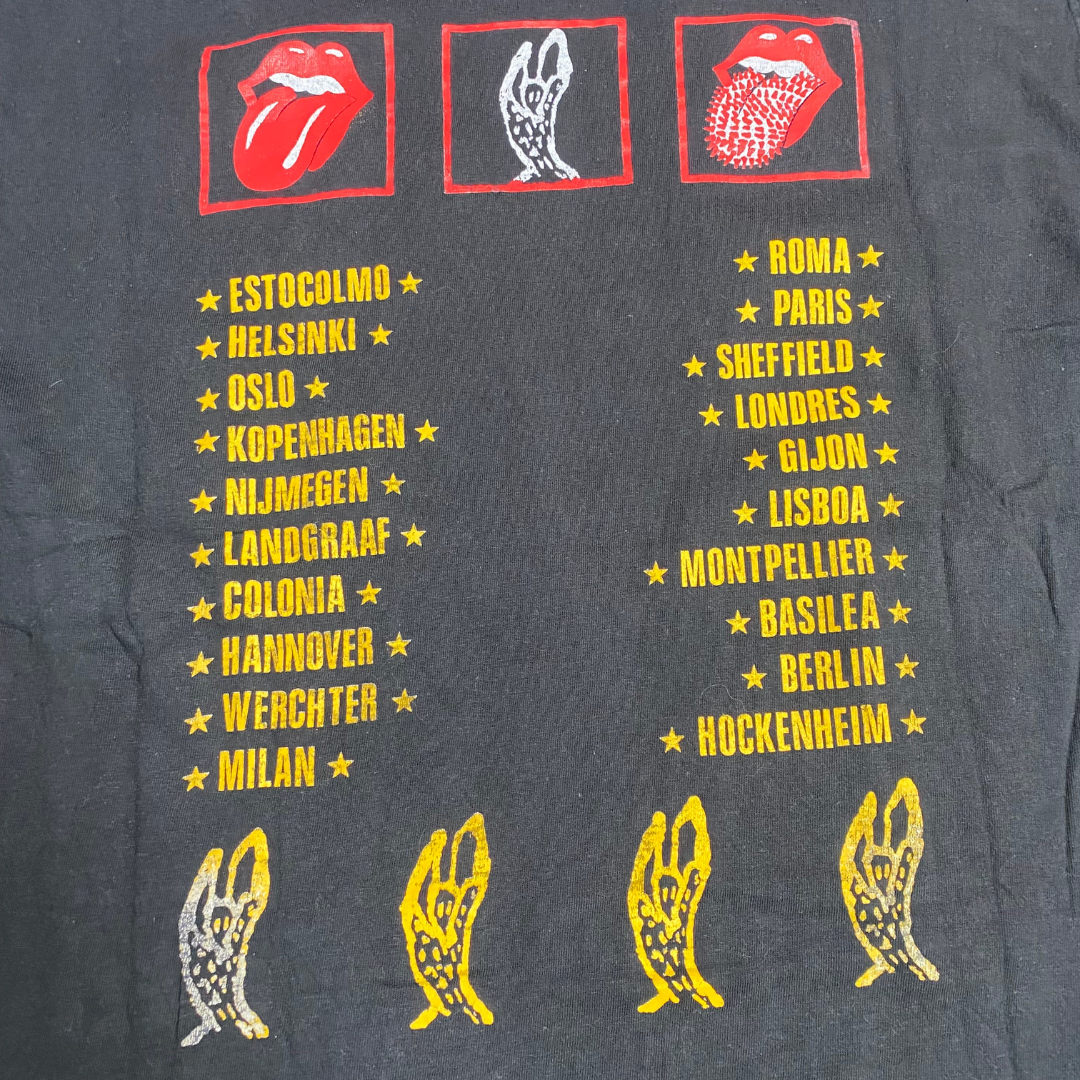 ★ ESTOCOLMO ★
★ HELSINKI ★
★ OSLO ★
★ KOPENHAGEN ★
★ NIJMEGEN ★
★ LANDGRAAF ★
★ COLONIA ★
★ HANNOVER ★
★ WERCHTER ★
★ MILAN ★
★ ROMA ★
★ PARIS ★
★ SHEFFIELD ★
★ LONDRES ★
★ GIJON ★
★ LISBOA ★
★ MONTPELLIER ★
★ BASILEA ★
★ BERLIN ★
★ HOCKENHEIM ★